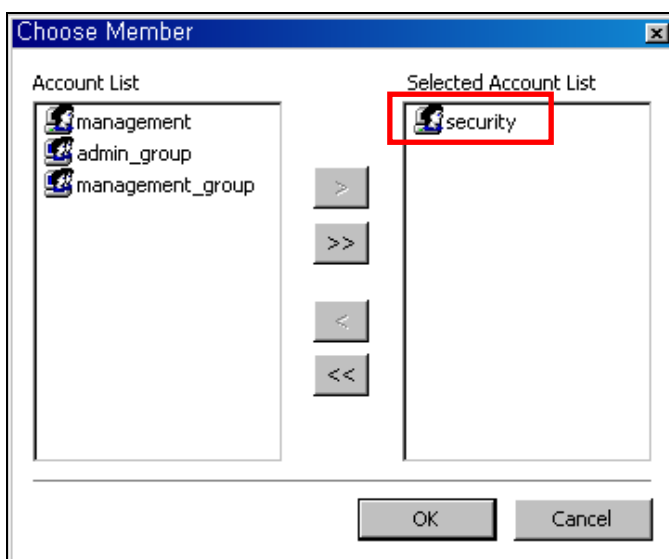 Choose Member
Account List
Selected Account List
management
admin_group
management_group
security
>
>>
<
<<
OK
Cancel